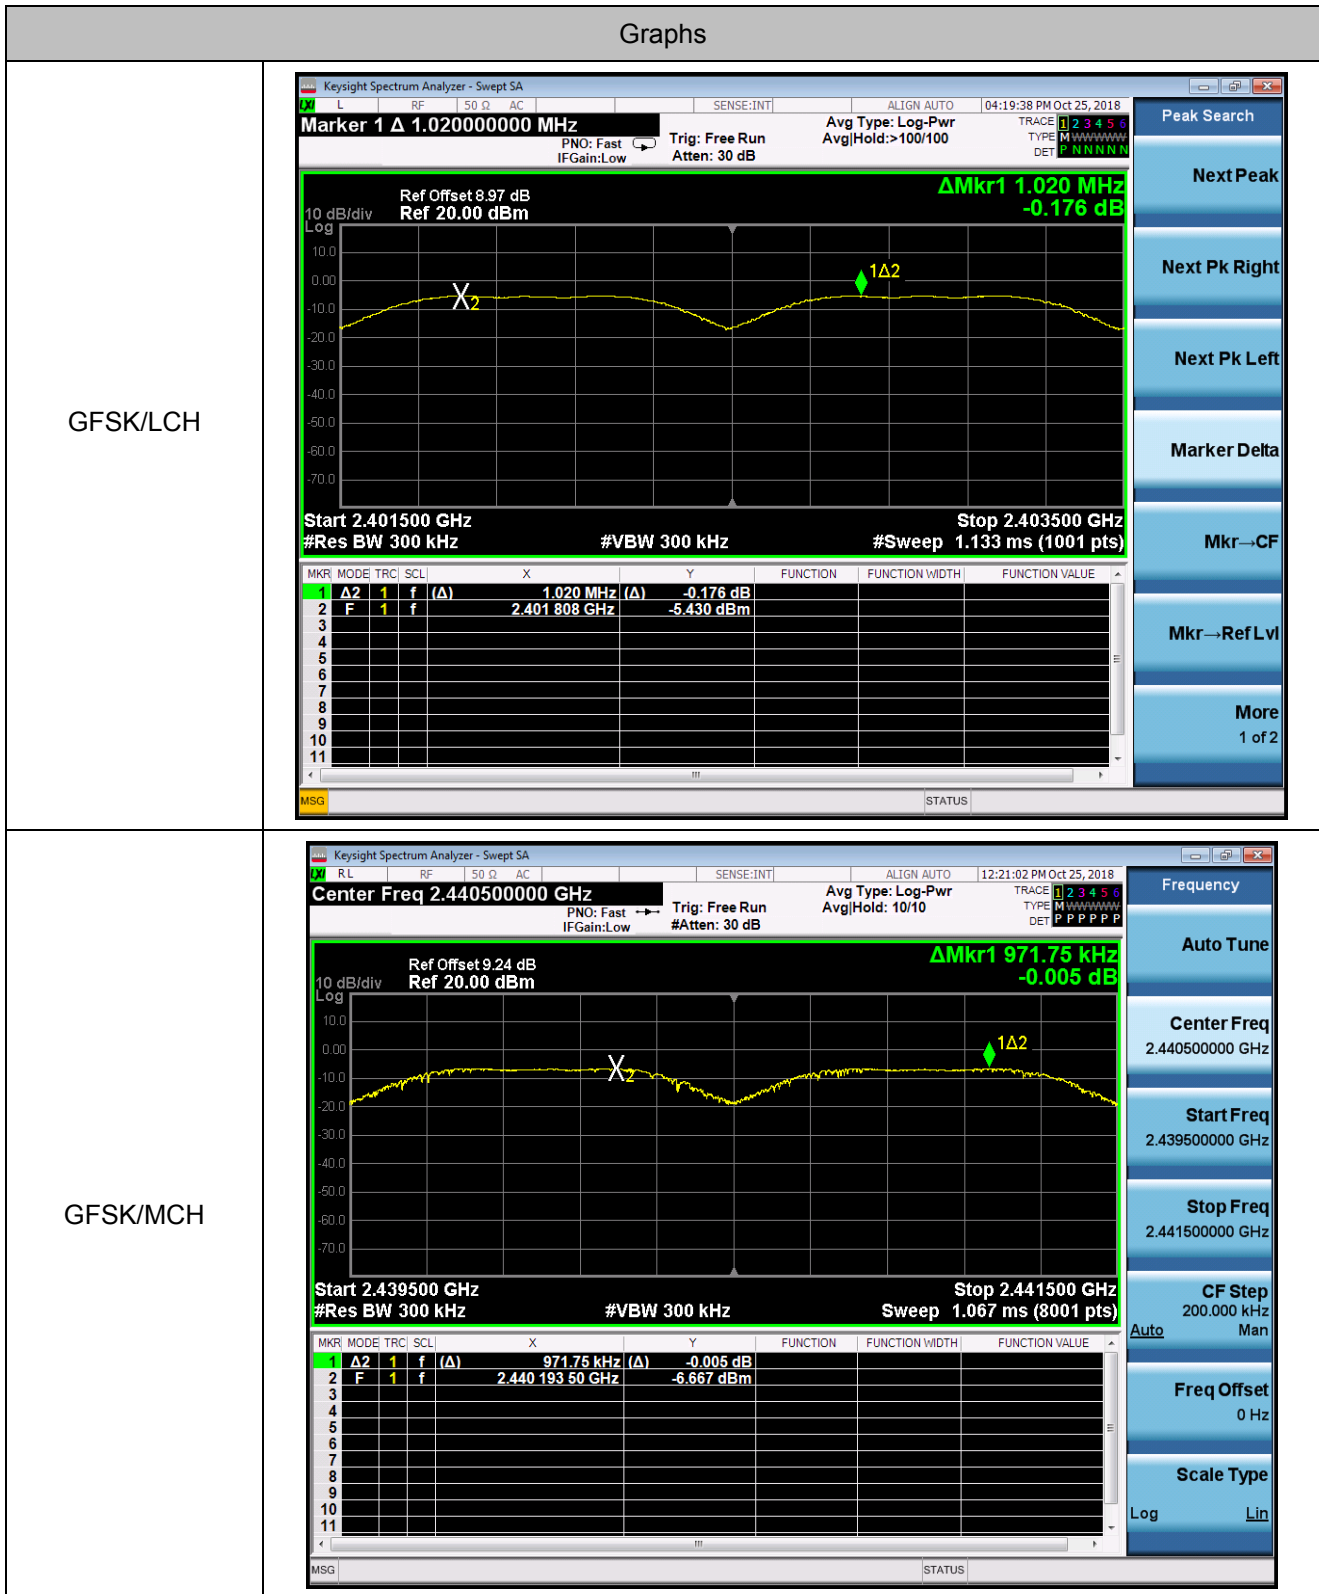 Graphs
GFSK/LCH
Keysight Spectrum Analyzer - Swept SA
LXI L RF 50 Ω AC SENSE:INT ALIGN AUTO 04:19:38 PM Oct 25, 2018
Marker 1 Δ 1.020000000 MHz
PNO: Fast
IFGain:Low
Trig: Free Run
Atten: 30 dB
Avg Type: Log-Pwr
Avg|Hold:>100/100
TRACE 1 2 3 4 5 6
TYPE M WWWWW
DET P N N N N N
ΔMkr1 1.020 MHz
-0.176 dB
Ref Offset 8.97 dB
Ref 20.00 dBm
10 dB/div
Log
10.0
0.00
-10.0
-20.0
-30.0
-40.0
-50.0
-60.0
-70.0
X2
1Δ2
Start 2.401500 GHz
Stop 2.403500 GHz
#Res BW 300 kHz #VBW 300 kHz #Sweep 1.133 ms (1001 pts)
MKR MODE TRC SCL X Y FUNCTION FUNCTION WIDTH FUNCTION VALUE
1 Δ2 1 f (Δ) 1.020 MHz (Δ) -0.176 dB
2 F 1 f 2.401 808 GHz -5.430 dBm
3
4
5
6
7
8
9
10
11
MSG STATUS
Peak Search
Next Peak
Next Pk Right
Next Pk Left
Marker Delta
Mkr→CF
Mkr→Ref Lvl
More
1 of 2
GFSK/MCH
Keysight Spectrum Analyzer - Swept SA
LXI RL RF 50 Ω AC SENSE:INT ALIGN AUTO 12:21:02 PM Oct 25, 2018
Center Freq 2.440500000 GHz
PNO: Fast
IFGain:Low
Trig: Free Run
#Atten: 30 dB
Avg Type: Log-Pwr
Avg|Hold: 10/10
TRACE 1 2 3 4 5 6
TYPE M WWWWW
DET P P P P P P
ΔMkr1 971.75 kHz
-0.005 dB
Ref Offset 9.24 dB
Ref 20.00 dBm
10 dB/div
Log
10.0
0.00
-10.0
-20.0
-30.0
-40.0
-50.0
-60.0
-70.0
X2
1Δ2
Start 2.439500 GHz
Stop 2.441500 GHz
#Res BW 300 kHz #VBW 300 kHz Sweep 1.067 ms (8001 pts)
MKR MODE TRC SCL X Y FUNCTION FUNCTION WIDTH FUNCTION VALUE
1 Δ2 1 f (Δ) 971.75 kHz (Δ) -0.005 dB
2 F 1 f 2.440 193 50 GHz -6.667 dBm
3
4
5
6
7
8
9
10
11
MSG STATUS
Frequency
Auto Tune
Center Freq
2.440500000 GHz
Start Freq
2.439500000 GHz
Stop Freq
2.441500000 GHz
CF Step
200.000 kHz
Auto Man
Freq Offset
0 Hz
Scale Type
Log Lin